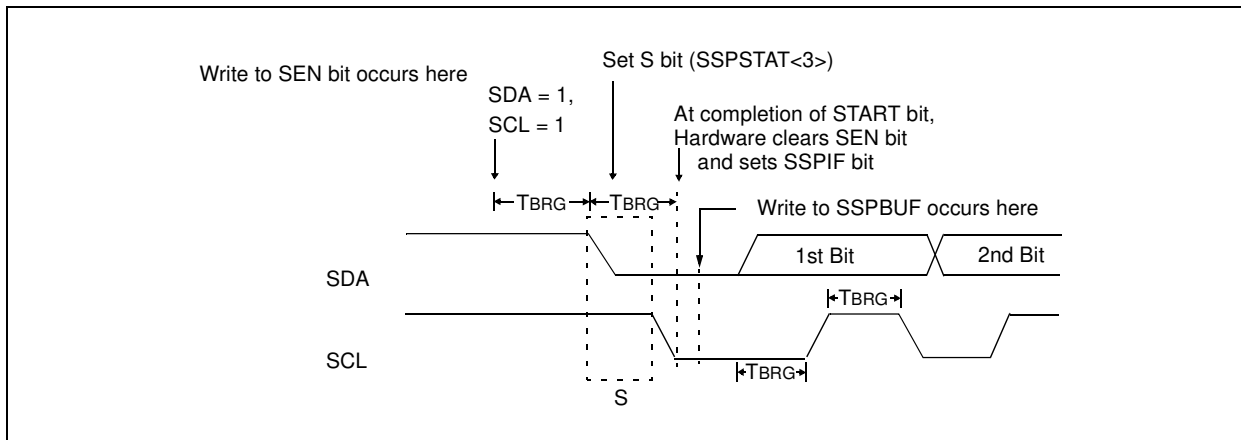 Set S bit (SSPSTAT<3>)
Write to SEN bit occurs here
SDA = 1,
SCL = 1
At completion of START bit,
Hardware clears SEN bit
and sets SSPIF bit
TBRG
TBRG
Write to SSPBUF occurs here
1st Bit
2nd Bit
SDA
TBRG
SCL
TBRG
S